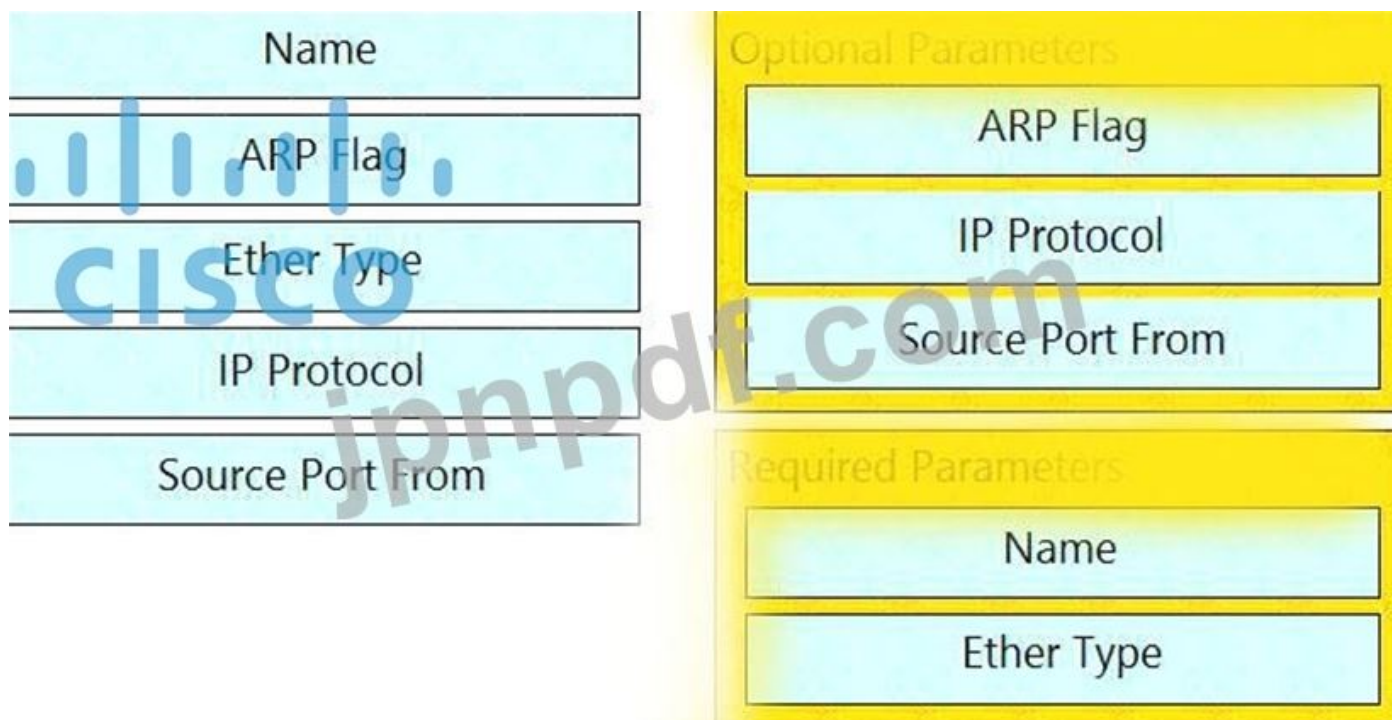 Name
ARP Flag
Ether Type
IP Protocol
Source Port From
CISCO
jpnpdf.com
Optional Parameters
ARP Flag
IP Protocol
Source Port From
Required Parameters
Name
Ether Type